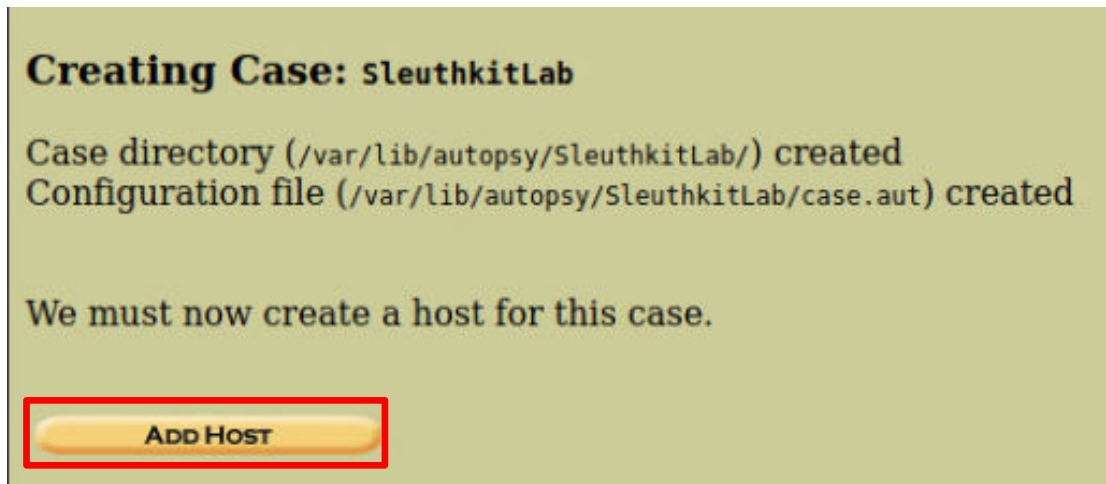 Creating Case: SleuthkitLab
Case directory (/var/lib/autopsy/SleuthkitLab/) created
Configuration file (/var/lib/autopsy/SleuthkitLab/case.aut) created
We must now create a host for this case.
ADD HOST